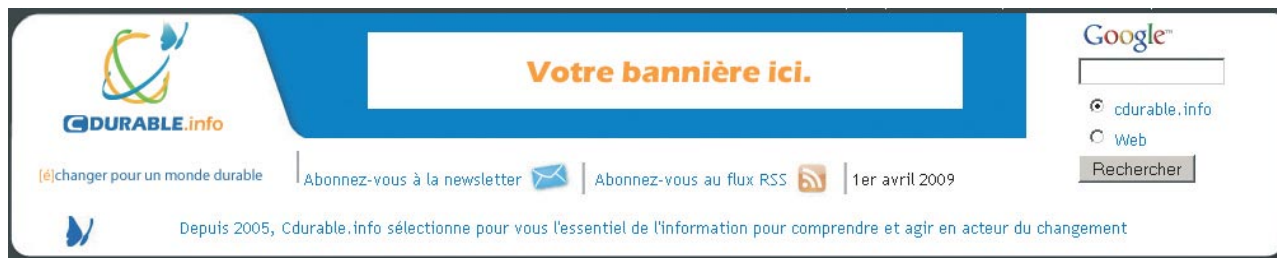 CDURABLE.info
[é]changer pour un monde durable
Votre bannière ici.
Google™
cdurable.info
Web
Rechercher
Abonnez-vous à la newsletter
Abonnez-vous au flux RSS
1er avril 2009
Depuis 2005, Cdurable.info sélectionne pour vous l'essentiel de l'information pour comprendre et agir en acteur du changement